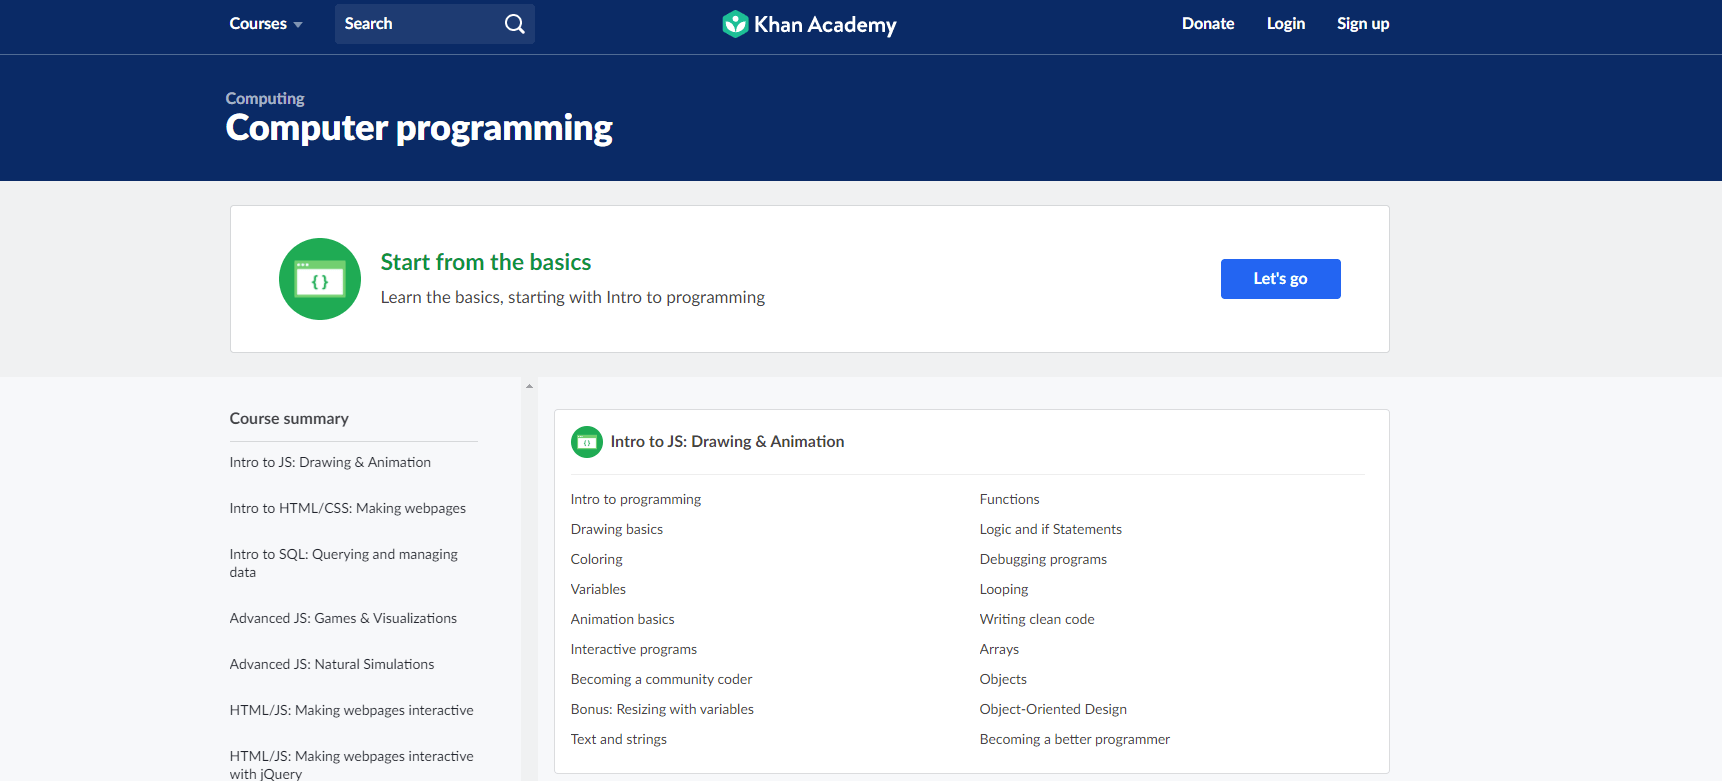 Courses
Search
Khan Academy
Donate
Login
Sign up
Computing
Computer programming
{ }
Start from the basics
Learn the basics, starting with Intro to programming
Let's go
Course summary
Intro to JS: Drawing & Animation
Intro to HTML/CSS: Making webpages
Intro to SQL: Querying and managing
data
Advanced JS: Games & Visualizations
Advanced JS: Natural Simulations
HTML/JS: Making webpages interactive
HTML/JS: Making webpages interactive
with jQuery
{ }
Intro to JS: Drawing & Animation
Intro to programming
Drawing basics
Coloring
Variables
Animation basics
Interactive programs
Becoming a community coder
Bonus: Resizing with variables
Text and strings
Functions
Logic and if Statements
Debugging programs
Looping
Writing clean code
Arrays
Objects
Object-Oriented Design
Becoming a better programmer